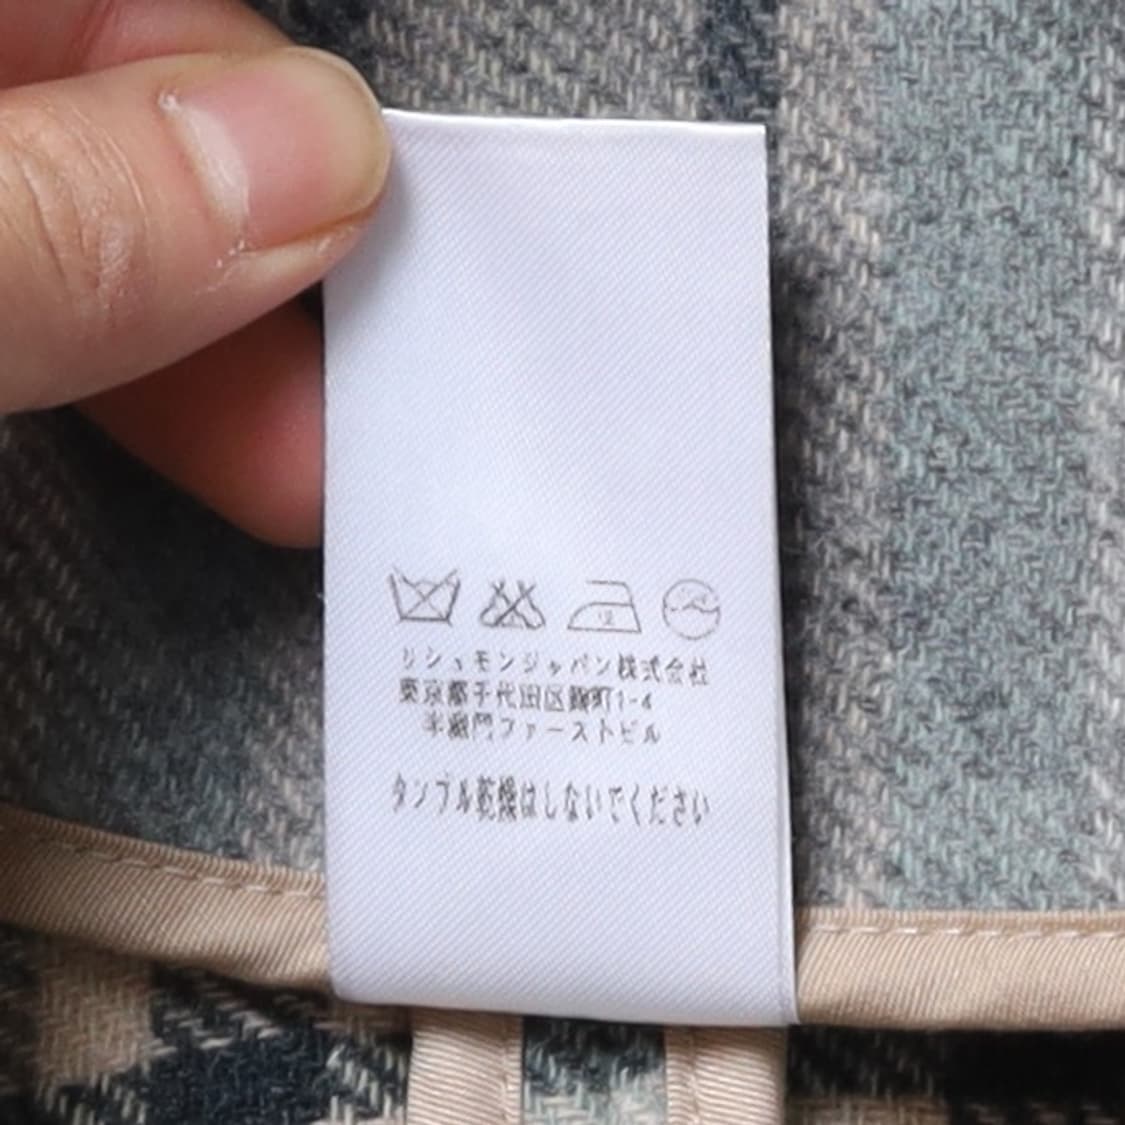 リシュモンジャパン株式会社
東京都千代田区麹町1-4
半蔵門ファーストビル
タンブル乾燥はしないでください